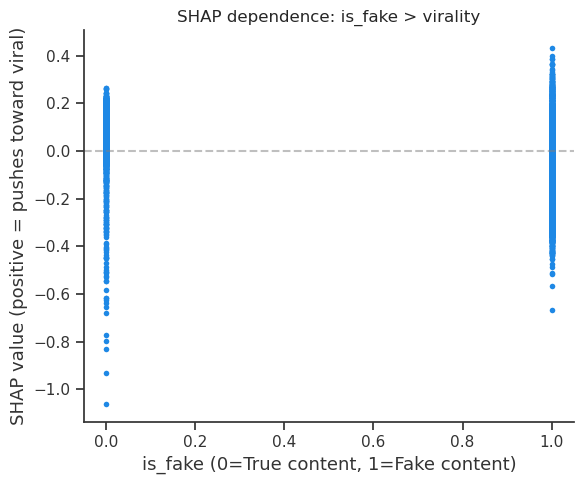 SHAP dependence: is_fake > virality
SHAP value (positive = pushes toward viral)
0.4
0.2
0.0
−0.2
−0.4
−0.6
−0.8
−1.0
0.0 0.2 0.4 0.6 0.8 1.0
is_fake (0=True content, 1=Fake content)